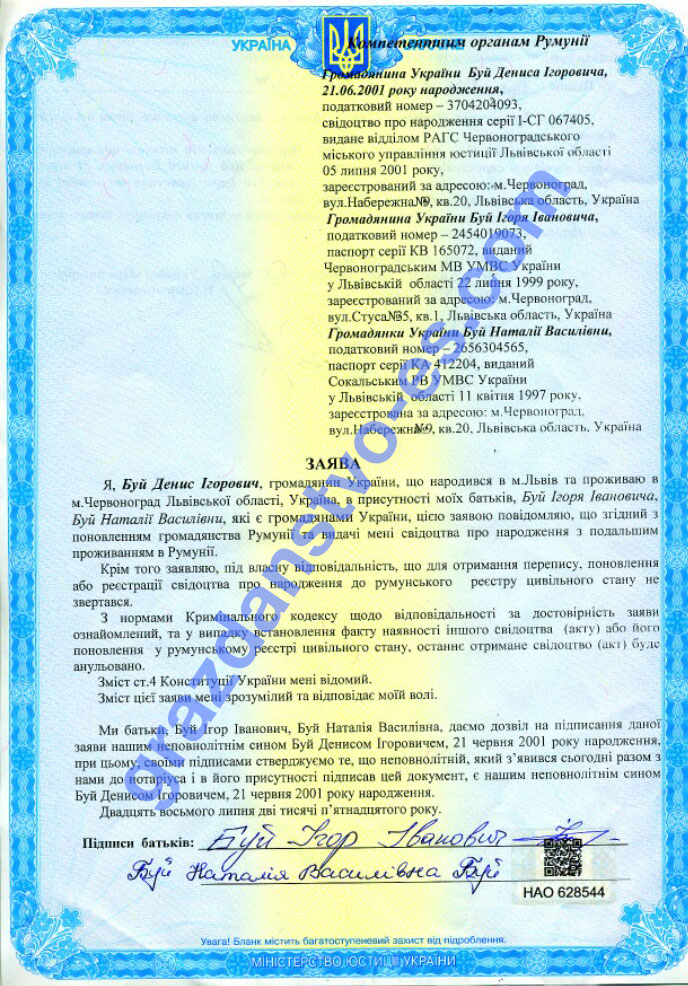 УКРАЇНА
Компетентним органам Румунії
Громадянина України Буй Дениса Ігоровича,
21.06.2001 року народження,
податковий номер – 3704204093,
свідоцтво про народження серії І-СГ 067405,
видане відділом РАГС Червоноградського
міського управління юстиції Львівської області
05 липня 2001 року,
зареєстрований за адресою: м.Червоноград,
вул.Набережна№9, кв.20, Львівська область, Україна
Громадянина України Буй Ігоря Івановича,
податковий номер – 2454019073,
паспорт серії КВ 165072, виданий
Червоноградським МВ УМВС України
у Львівській області 22 липня 1999 року,
зареєстрований за адресою: м.Червоноград,
вул.Стуса№35, кв.1, Львівська область, Україна
Громадянки України Буй Наталії Василівни,
податковий номер – 2656304565,
паспорт серії КА 412204, виданий
Сокальським РВ УМВС України
у Львівській області 11 квітня 1997 року.
зареєстрована за адресою: м.Червоноград,
вул.Набережна№9, кв.20, Львівська область, Україна
ЗАЯВА
Я, Буй Денис Ігорович, громадянин України, що народився в м.Львів та проживаю в
м.Червоноград Львівської області, Україна, в присутності моїх батьків, Буй Ігоря Івановича,
Буй Наталії Василівни, які є громадянами України, цією заявою повідомляю, що згідний з
поновленням громадянства Румунії та видачі мені свідоцтва про народження з подальшим
проживанням в Румунії.
Крім того заявляю, під власну відповідальність, що для отримання перепису, поновлення
або реєстрації свідоцтва про народження до румунського реєстру цивільного стану не
звертався.
З нормами Кримінального кодексу щодо відповідальності за достовірність заяви
ознайомлений, та у випадку встановлення факту наявності іншого свідоцтва (акту) або його
поновлення у румунському реєстрі цивільного стану, останнє отримане свідоцтво (акт) буде
анульовано.
Зміст ст.4 Конституції України мені відомий.
Зміст цієї заяви мені зрозумілий та відповідає моїй волі.
Ми батьки, Буй Ігор Іванович, Буй Наталія Василівна, даємо дозвіл на підписання даної
заяви нашим неповнолітнім сином Буй Денисом Ігоровичем, 21 червня 2001 року народження,
при цьому, своїми підписами стверджуємо те, що неповнолітній, який з’явився сьогодні разом з
нами до нотаріуса і в його присутності підписав цей документ, є нашим неповнолітнім сином
Буй Денисом Ігоровичем, 21 червня 2001 року народження.
Двадцять восьмого липня дві тисячі п’ятнадцятого року.
Підписи батьків: Буй Ігор Іванович
Буй Наталія Василівна Буй
НАО 628544
Увага! Бланк містить багатоступеневий захист від підроблення.
МІНІСТЕРСТВО ЮСТИЦІЇ УКРАЇНИ
grazdanstvo-es.com